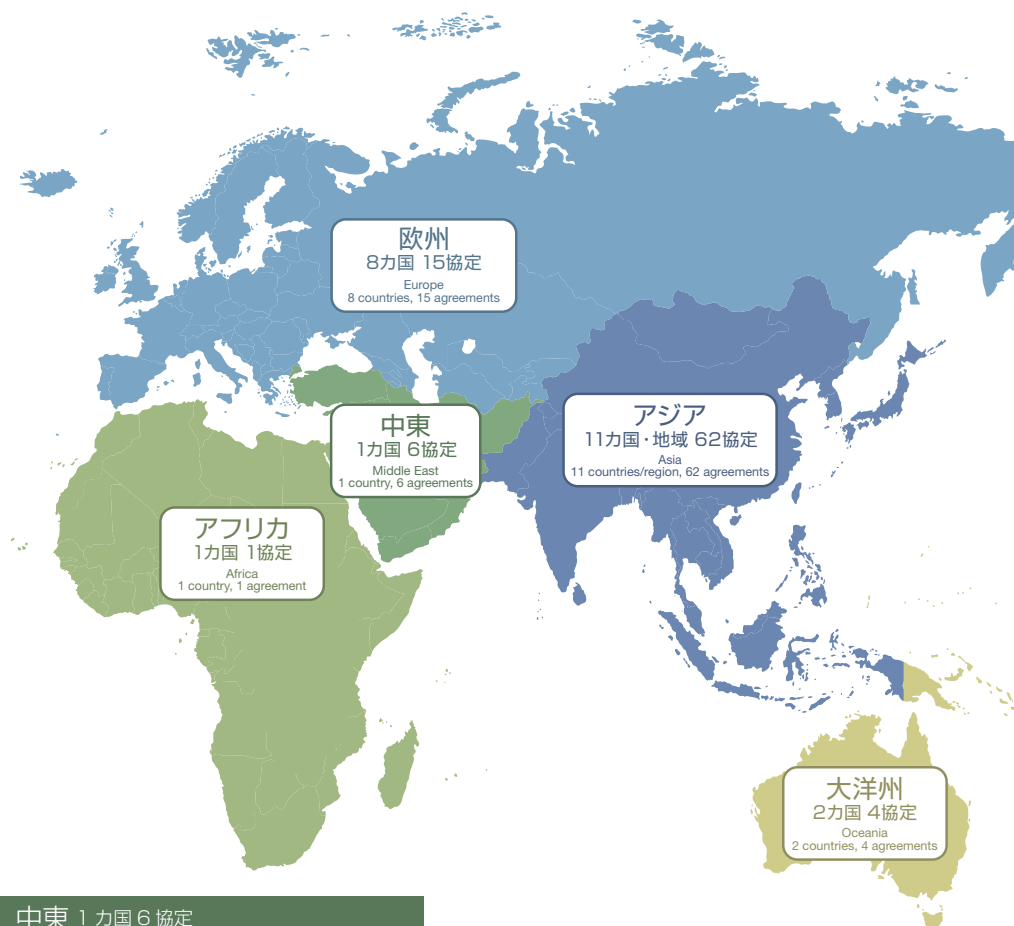 欧州
8カ国 15協定
Europe
8 countries, 15 agreements
中東
1カ国 6協定
Middle East
1 country, 6 agreements
アジア
11カ国・地域 62協定
Asia
11 countries/region, 62 agreements
アフリカ
1カ国 1協定
Africa
1 country, 1 agreement
大洋州
2カ国 4協定
Oceania
2 countries, 4 agreements
中東 1 カ国 6 協定